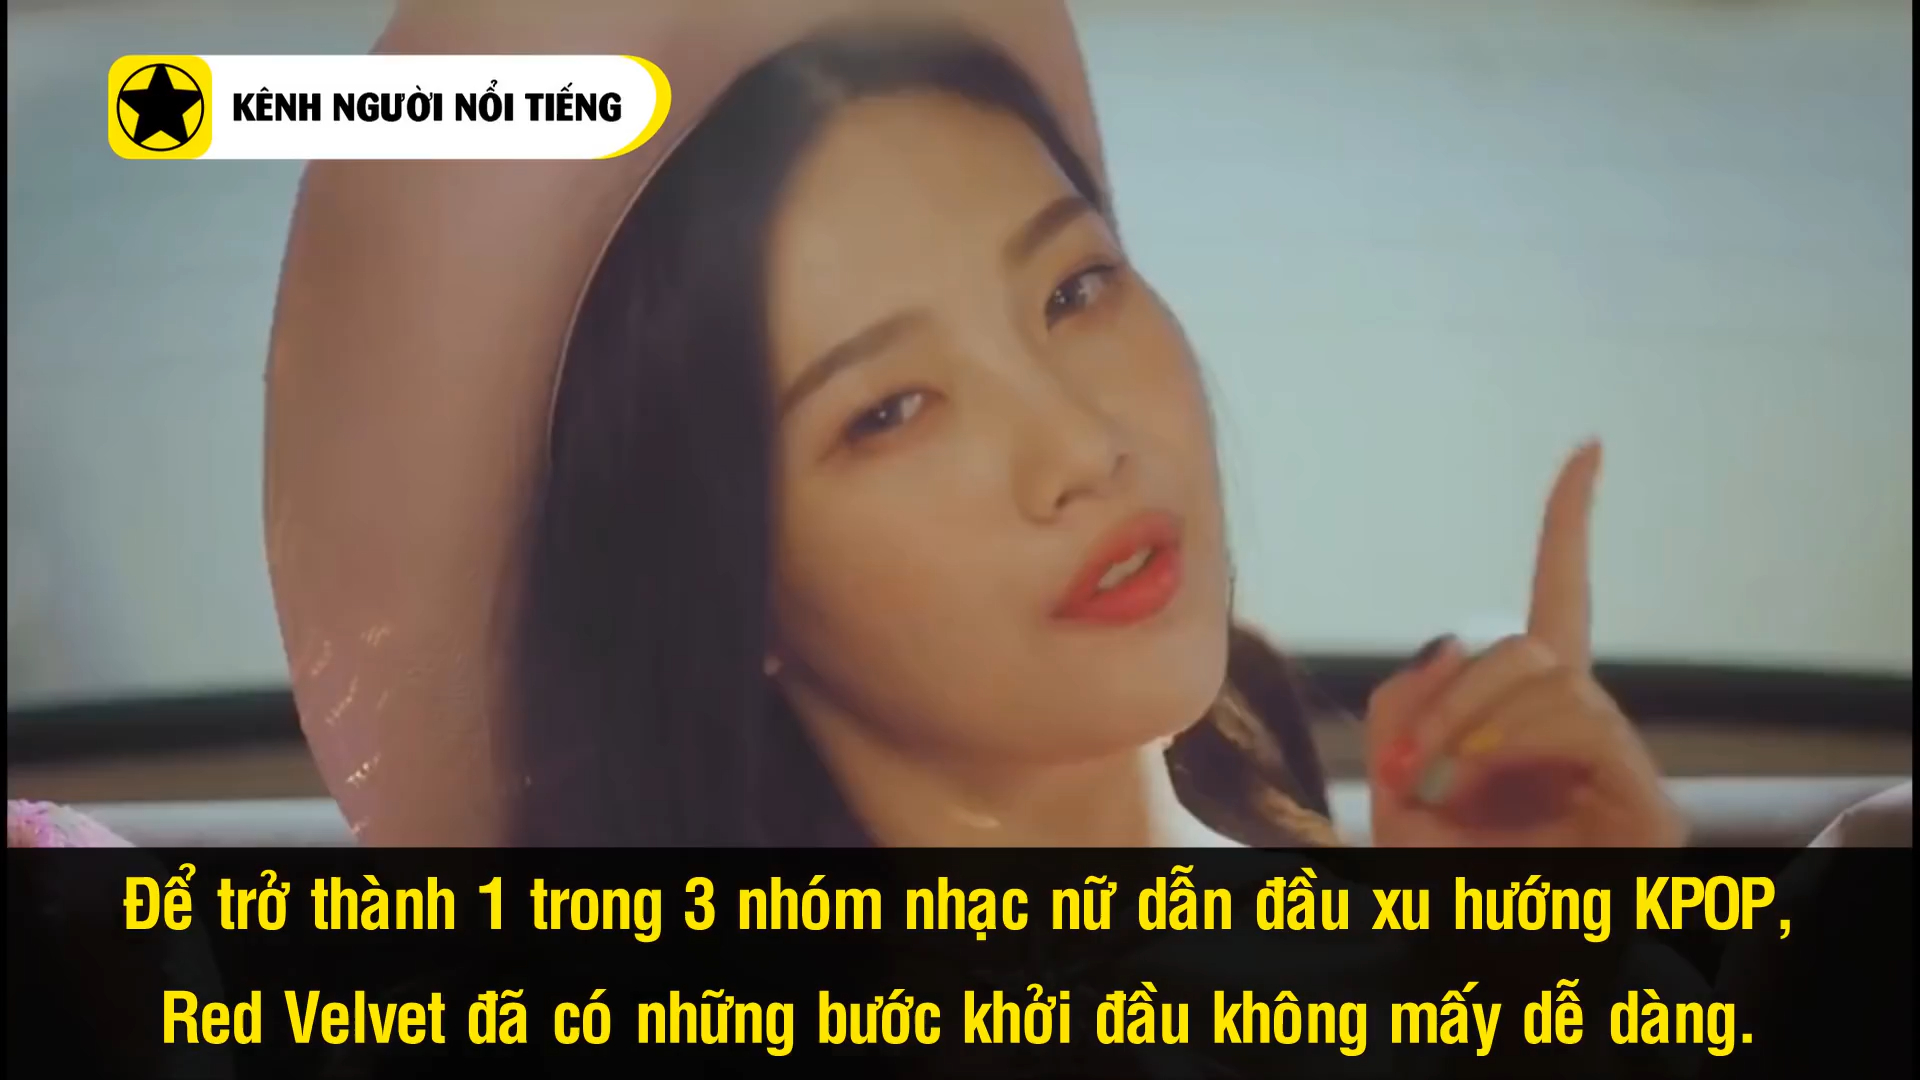 KÊNH NGƯỜI NỔI TIẾNG
Để trở thành 1 trong 3 nhóm nhạc nữ dẫn đầu xu hướng KPOP,
Red Velvet đã có những bước khởi đầu không mấy dễ dàng.